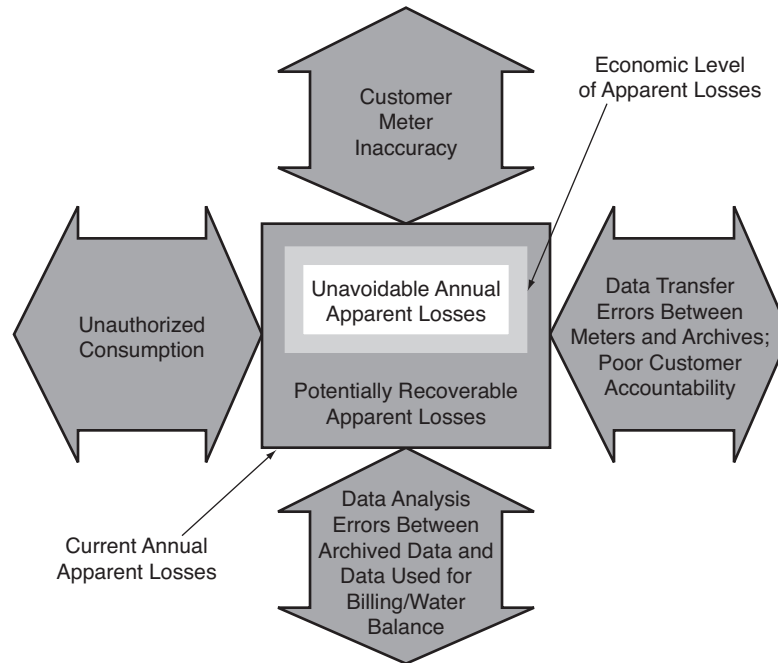 Customer
Meter
Inaccuracy
Economic Level
of Apparent Losses
Unauthorized
Consumption
Unavoidable Annual
Apparent Losses
Potentially Recoverable
Apparent Losses
Data Transfer
Errors Between
Meters and Archives;
Poor Customer
Accountability
Current Annual
Apparent Losses
Data Analysis
Errors Between
Archived Data and
Data Used for
Billing/Water
Balance